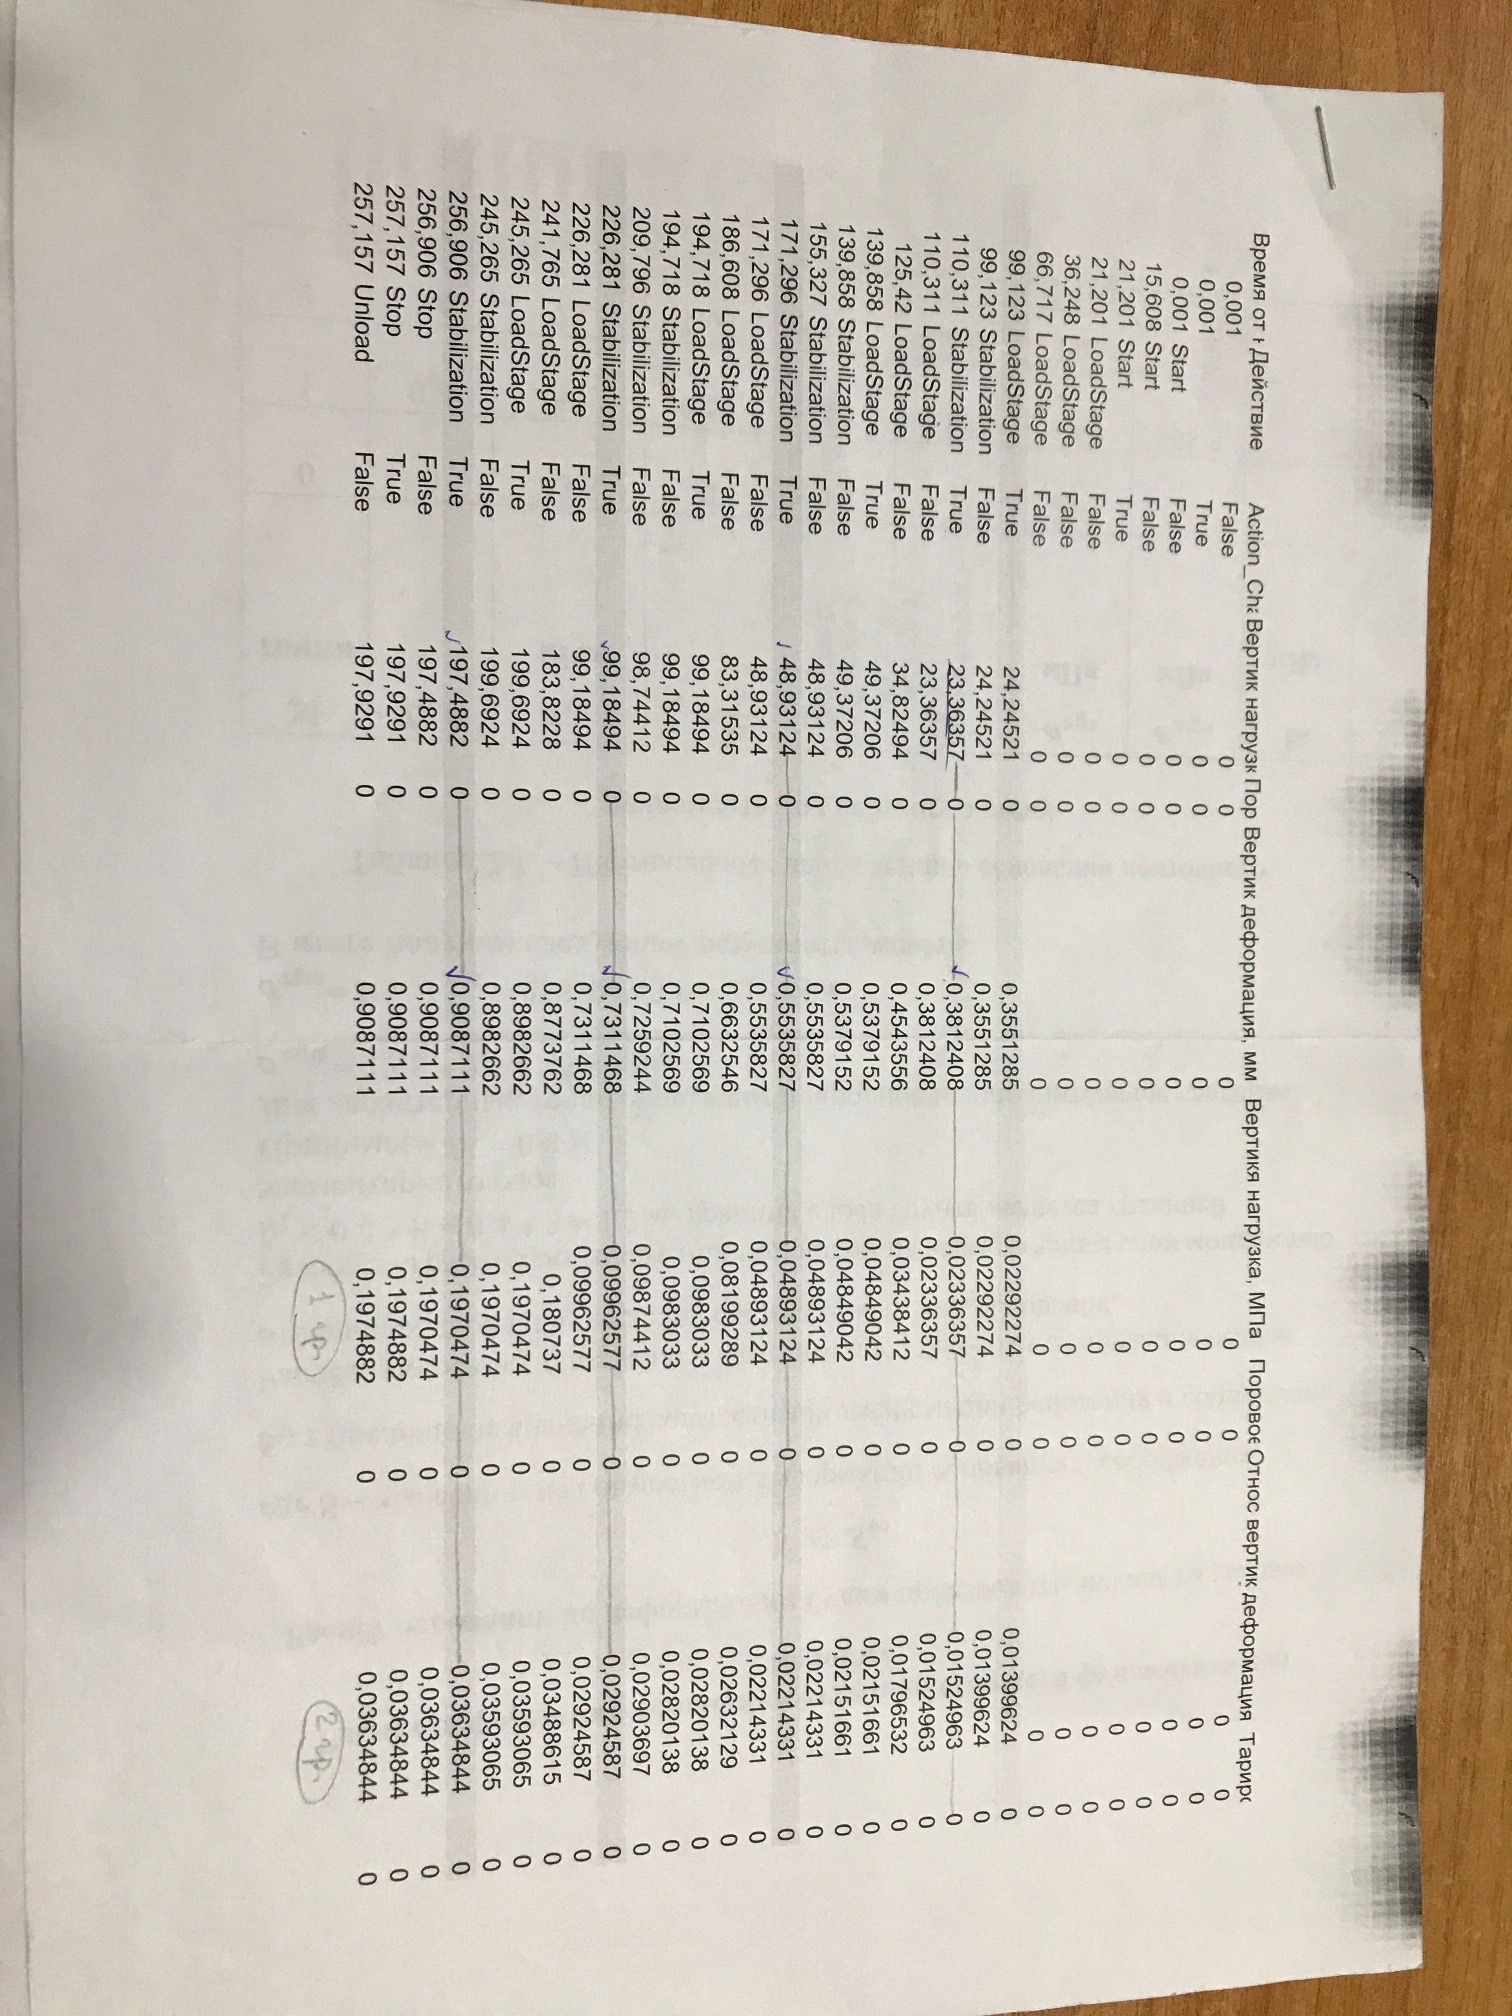 Время от н Действие Action_Cha Вертик нагрузк Пор Вертик деформация, мм Вертикя нагрузка, МПа Поровое Относ вертик деформация Тариро
0,001 False 0 0 0 0 0 0 0
0,001 True 0 0 0 0 0 0 0
0,001 Start False 0 0 0 0 0 0 0
15,608 Start False 0 0 0 0 0 0 0
21,201 Start True 0 0 0 0 0 0 0
21,201 LoadStage False 0 0 0 0 0 0 0
36,248 LoadStage False 0 0 0 0 0 0 0
66,717 LoadStage False 0 0 0 0 0 0 0
99,123 LoadStage True 24,24521 0 0,3551285 0,02292274 0 0,01399624 0
99,123 Stabilization False 24,24521 0 0,3551285 0,02292274 0 0,01399624 0
110,311 Stabilization True 23,36357 0 0,3812408 0,02336357 0 0,01524963 0
110,311 LoadStage False 23,36357 0 0,3812408 0,02336357 0 0,01524963 0
125,42 LoadStage False 34,82494 0 0,4543556 0,03438412 0 0,01796532 0
139,858 LoadStage True 49,37206 0 0,5379152 0,04849042 0 0,02151661 0
139,858 Stabilization False 49,37206 0 0,5379152 0,04849042 0 0,02151661 0
155,327 Stabilization False 48,93124 0 0,5535827 0,04893124 0 0,02214331 0
171,296 Stabilization True 48,93124 0 0,5535827 0,04893124 0 0,02214331 0
171,296 LoadStage False 48,93124 0 0,5535827 0,04893124 0 0,02214331 0
186,608 LoadStage False 83,31535 0 0,6632546 0,08199289 0 0,02632129 0
194,718 LoadStage True 99,18494 0 0,7102569 0,0983033 0 0,02820138 0
194,718 Stabilization False 99,18494 0 0,7102569 0,0983033 0 0,02820138 0
209,796 Stabilization False 98,74412 0 0,7259244 0,09874412 0 0,02903697 0
226,281 Stabilization True 99,18494 0 0,7311468 0,09962577 0 0,02924587 0
226,281 LoadStage False 99,18494 0 0,7311468 0,09962577 0 0,02924587 0
241,765 LoadStage False 183,8228 0 0,8773762 0,180737 0 0,03488615 0
245,265 LoadStage True 199,6924 0 0,8982662 0,1970474 0 0,03593065 0
245,265 Stabilization False 199,6924 0 0,8982662 0,1970474 0 0,03593065 0
256,906 Stabilization True 197,4882 0 0,9087111 0,1970474 0 0,03634844 0
256,906 Stop False 197,4882 0 0,9087111 0,1970474 0 0,03634844 0
257,157 Stop True 197,9291 0 0,9087111 0,1974882 0 0,03634844 0
257,157 Unload False 197,9291 0 0,9087111 0,1974882 0 0,03634844 0
1 гр. 2 гр.